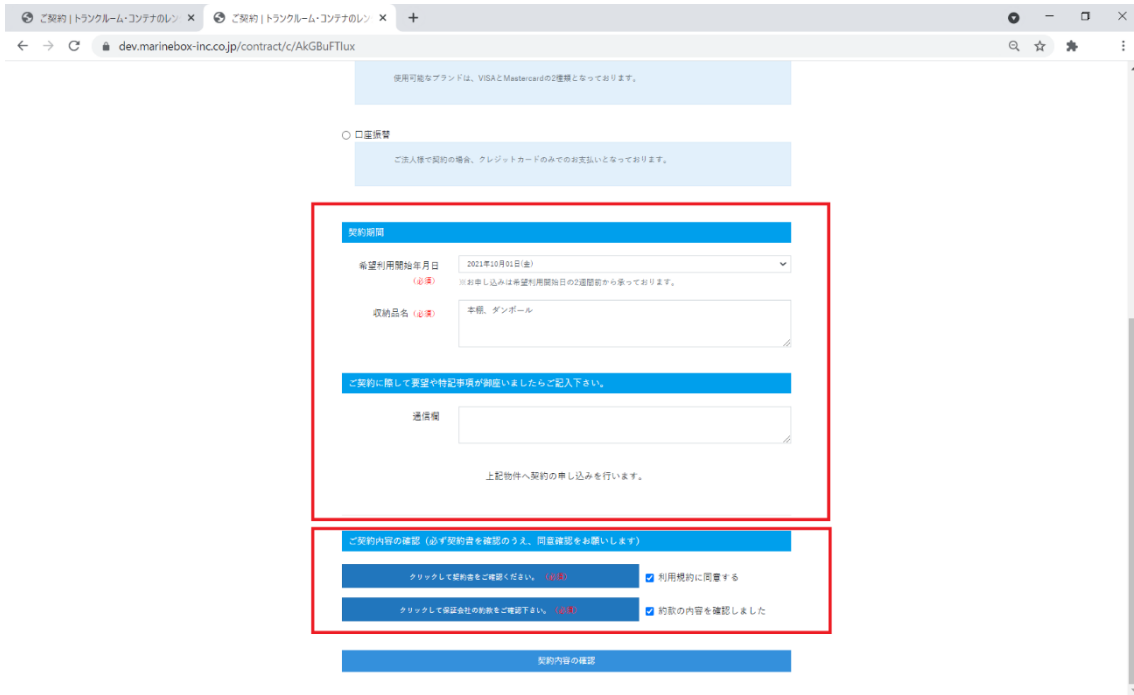 ご契約 | トランクルーム・コンテナのレン
ご契約 | トランクルーム・コンテナのレン
dev.marinebox-inc.co.jp/contract/c/AkGBuFTIux
使用可能なブランドは、VISAとMastercardの2種類となっております。
口座振替
ご法人様で契約の場合、クレジットカードのみでのお支払いとなっております。
契約期間
希望利用開始年月日
(必須)
2021年10月01日(金)
※お申し込みは希望利用開始日の2週間前から承っております。
収納品名 (必須)
本棚、ダンボール
ご契約に際して要望や特記事項が御座いましたらご記入下さい。
通信欄
上記物件へ契約の申し込みを行います。
ご契約内容の確認（必ず契約書を確認のうえ、同意確認をお願いします）
クリックして契約書をご確認ください。 (必須)
利用規約に同意する
クリックして保証会社の約款をご確認下さい。 (必須)
約款の内容を確認しました
契約内容の確認